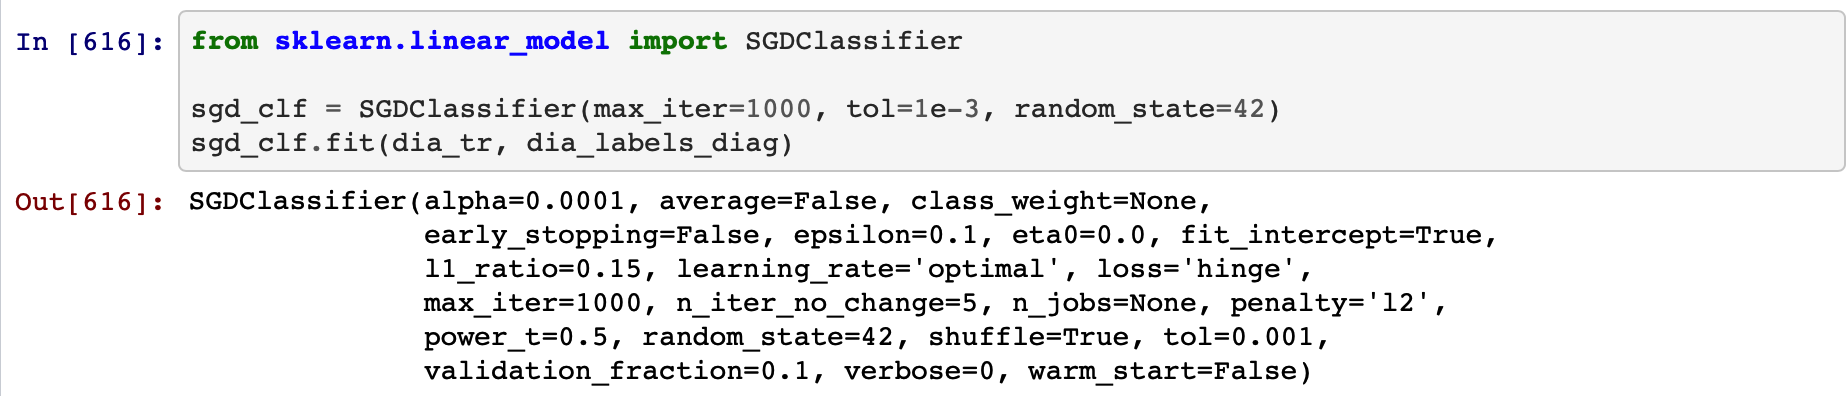 In [616]: from sklearn.linear_model import SGDClassifier
sgd_clf = SGDClassifier(max_iter=1000, tol=1e-3, random_state=42)
sgd_clf.fit(dia_tr, dia_labels_diag)
Out[616]: SGDClassifier(alpha=0.0001, average=False, class_weight=None,
early_stopping=False, epsilon=0.1, eta0=0.0, fit_intercept=True,
l1_ratio=0.15, learning_rate='optimal', loss='hinge',
max_iter=1000, n_iter_no_change=5, n_jobs=None, penalty='l2',
power_t=0.5, random_state=42, shuffle=True, tol=0.001,
validation_fraction=0.1, verbose=0, warm_start=False)